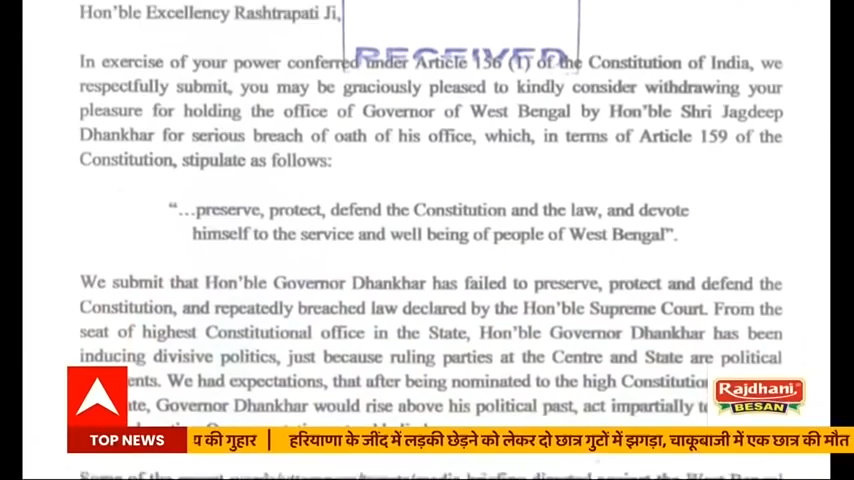 Hon'ble Excellency Rashtrapati Ji,
RECEIVED
In exercise of your power conferred under Article 156 (1) of the Constitution of India, we
respectfully submit, you may be graciously pleased to kindly consider withdrawing your
pleasure for holding the office of Governor of West Bengal by Hon'ble Shri Jagdeep
Dhankhar for serious breach of oath of his office, which, in terms of Article 159 of the
Constitution, stipulate as follows:
“...preserve, protect, defend the Constitution and the law, and devote
himself to the service and well being of people of West Bengal”.
We submit that Hon'ble Governor Dhankhar has failed to preserve, protect and defend the
Constitution, and repeatedly breached law declared by the Hon'ble Supreme Court. From the
seat of highest Constitutional office in the State, Hon'ble Governor Dhankhar has been
inducing divisive politics, just because ruling parties at the Centre and State are political
ents. We had expectations, that after being nominated to the high Constitutio
te, Governor Dhankhar would rise above his political past, act impartially t
Rajdhani
BESAN
TOP NEWS
प की गुहार | हरियाणा के जींद में लड़की छेड़ने को लेकर दो छात्र गुटों में झगड़ा, चाकूबाजी में एक छात्र की मौत